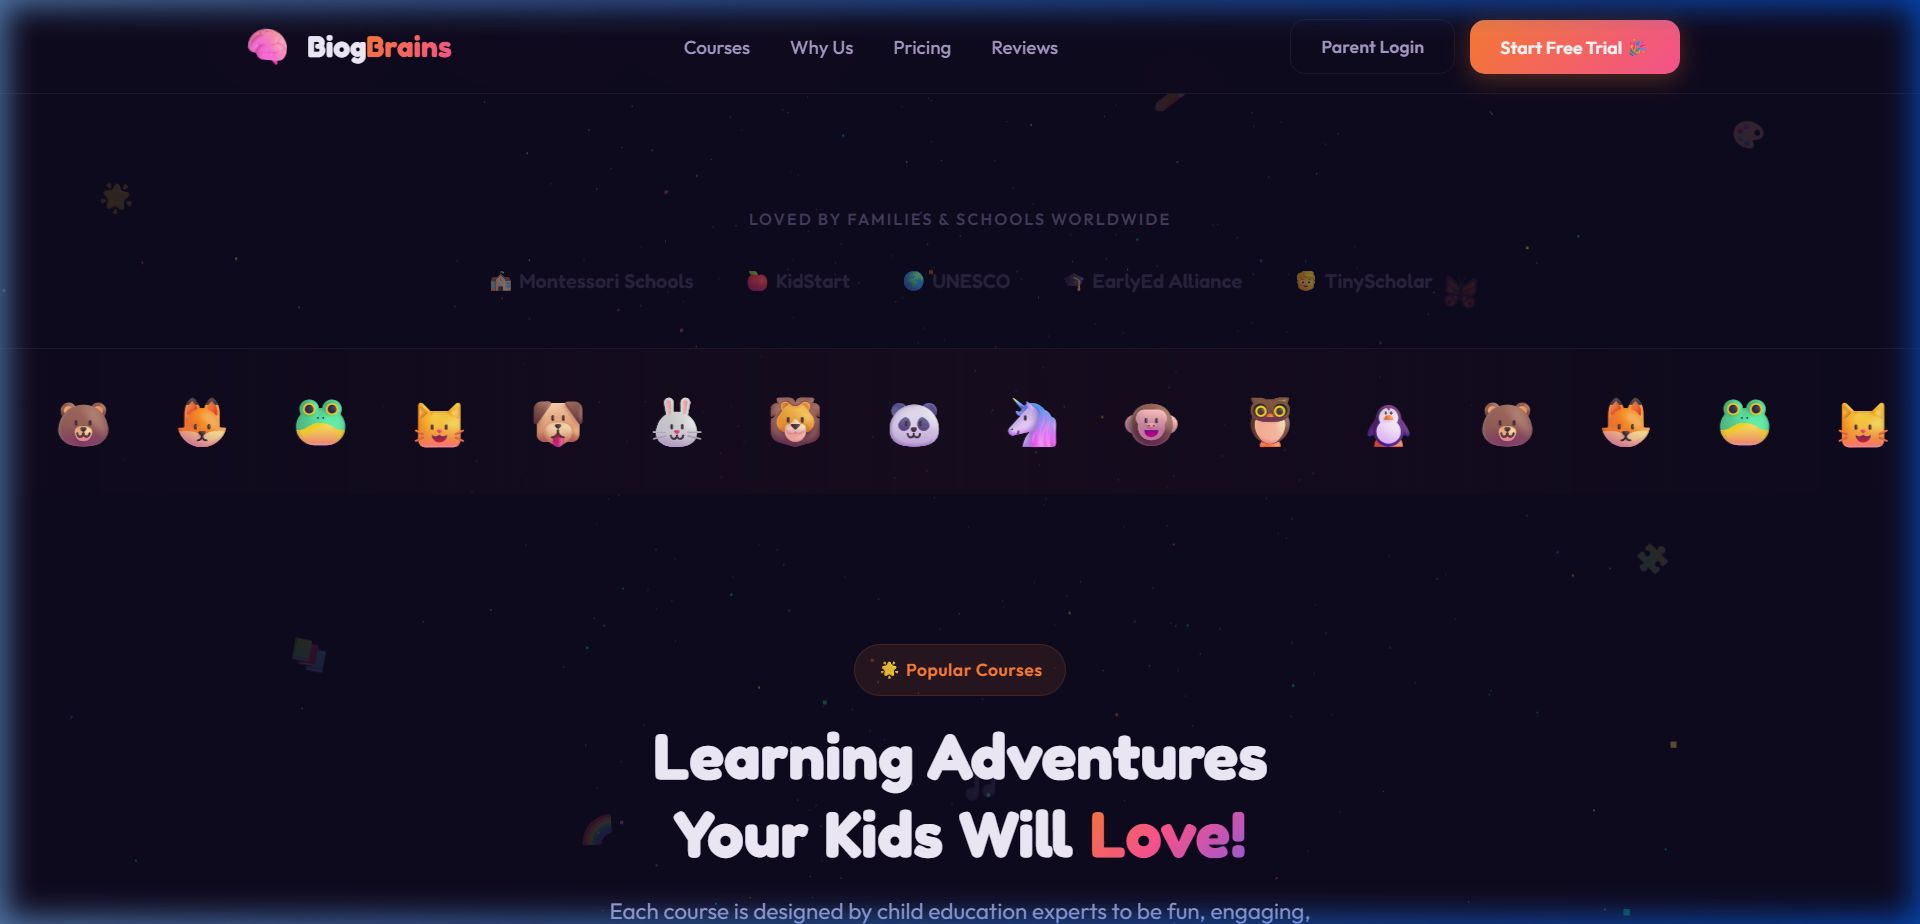 BiogBrains
Courses
Why Us
Pricing
Reviews
Parent Login
Start Free Trial
LOVED BY FAMILIES & SCHOOLS WORLDWIDE
Montessori Schools
KidStart
UNESCO
EarlyEd Alliance
TinyScholar
Popular Courses
Learning Adventures
Your Kids Will Love!
Each course is designed by child education experts to be fun, engaging,